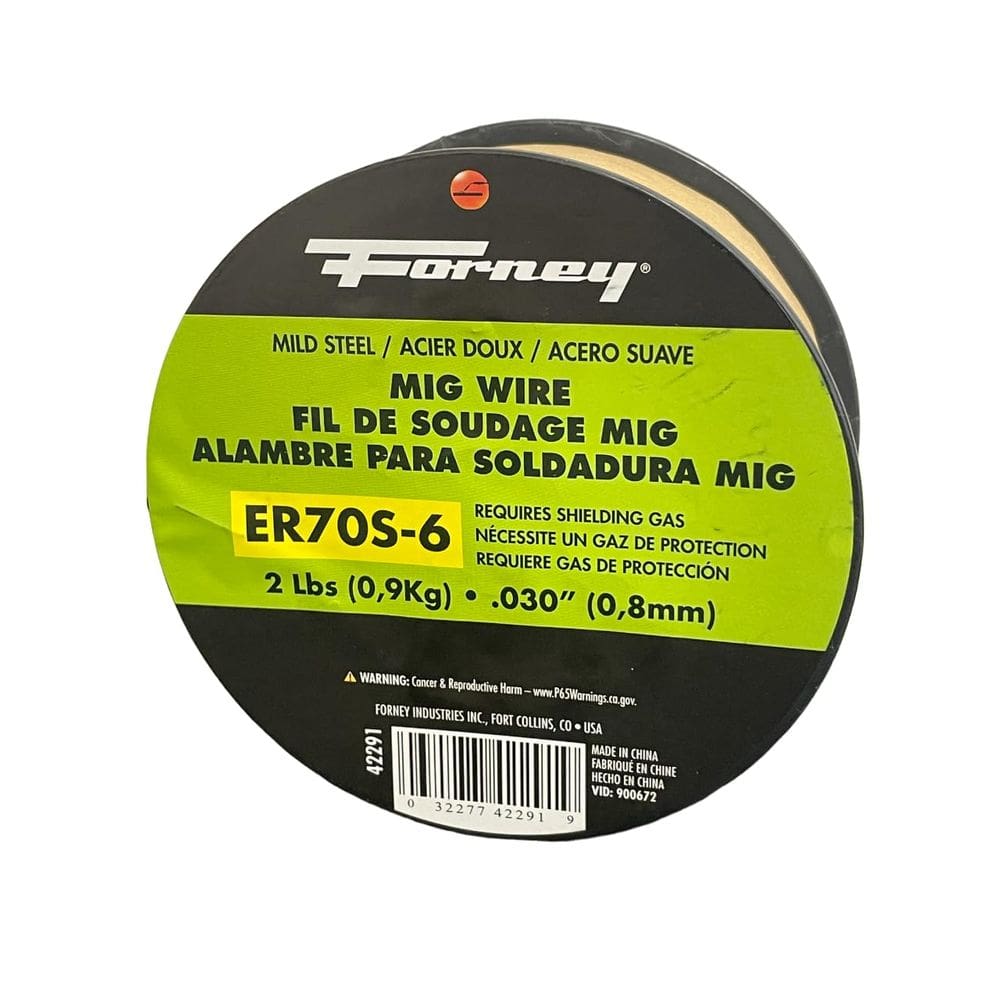 Forney®
MILD STEEL / ACIER DOUX / ACERO SUAVE
MIG WIRE
FIL DE SOUDAGE MIG
ALAMBRE PARA SOLDADURA MIG
ER70S-6
REQUIRES SHIELDING GAS
NÉCESSITE UN GAZ DE PROTECTION
REQUIERE GAS DE PROTECCIÓN
2 Lbs (0,9Kg) • .030” (0,8mm)
WARNING: Cancer & Reproductive Harm – www.P65Warnings.ca.gov.
FORNEY INDUSTRIES INC., FORT COLLINS, CO • USA
42291
0 32277 42291 9
MADE IN CHINA
FABRIQUÉ EN CHINE
HECHO EN CHINA
VID: 900672